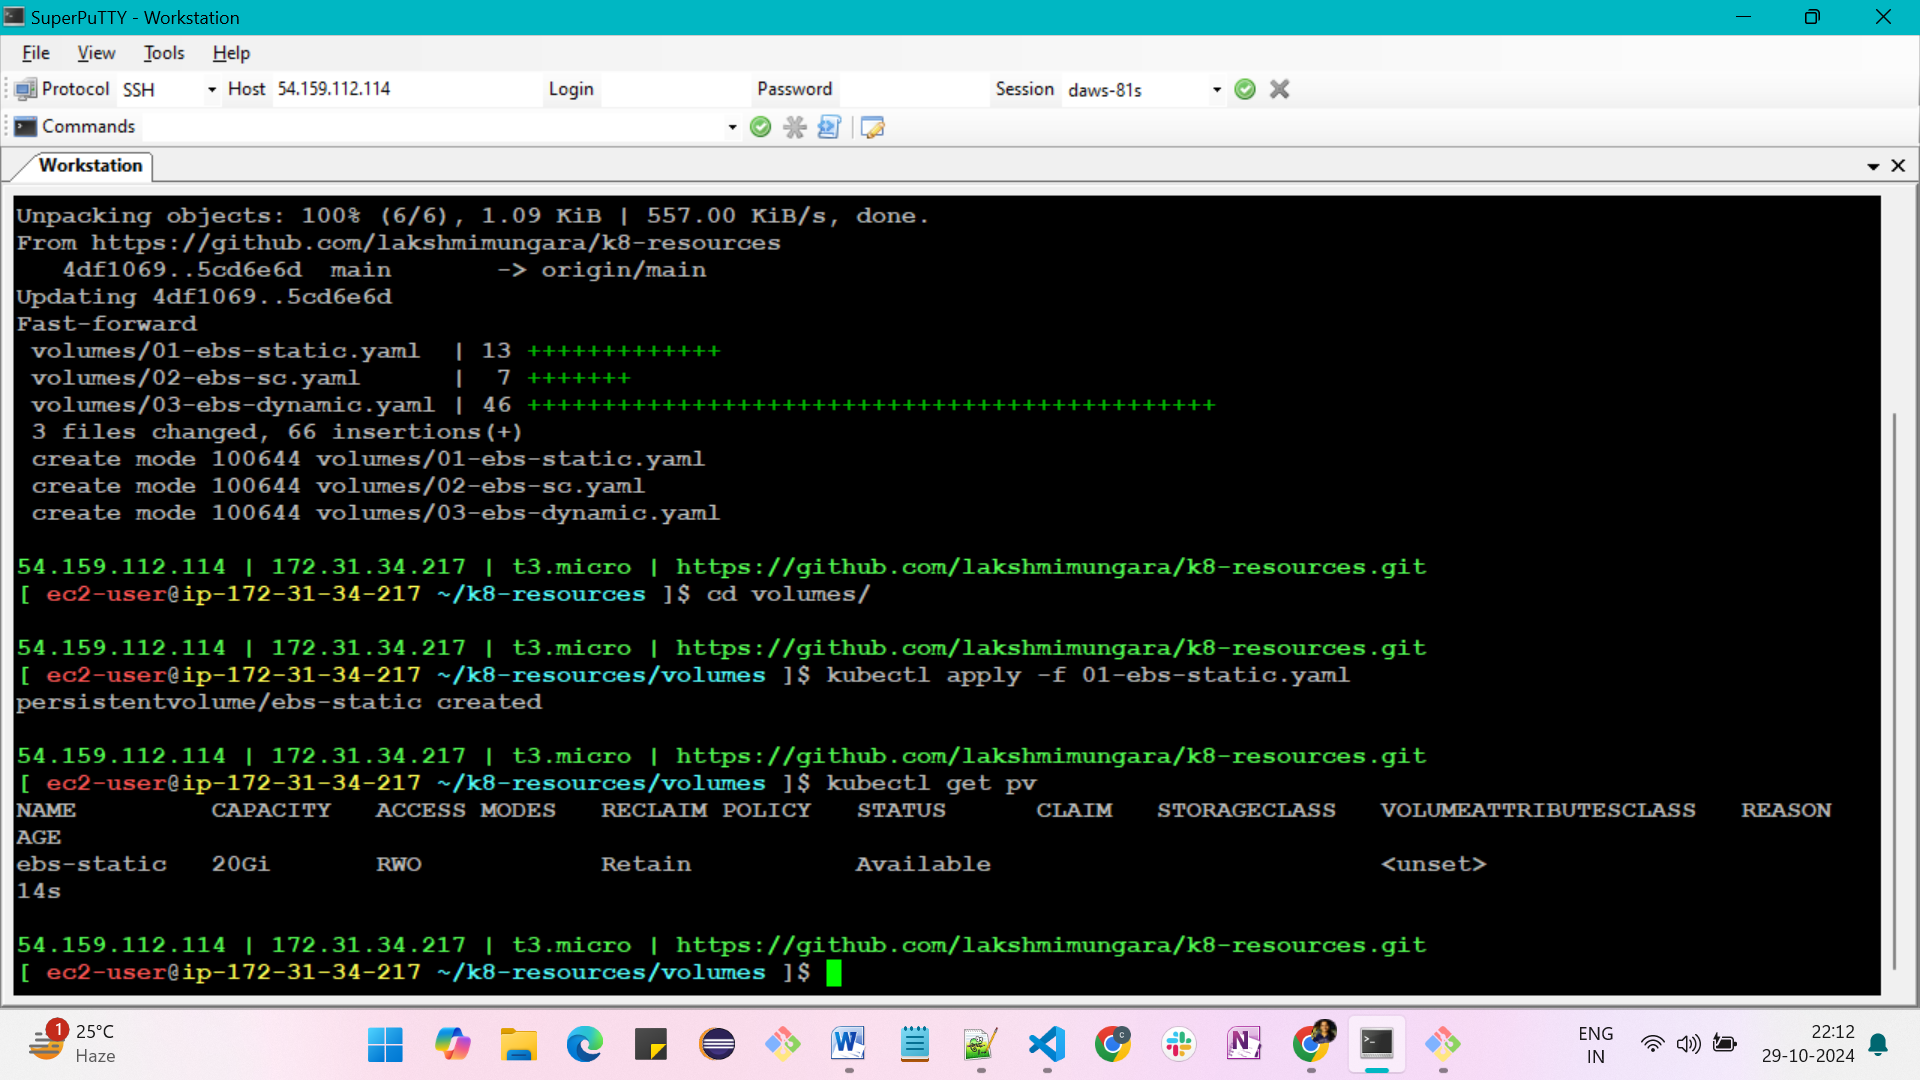 SuperPuTTY - Workstation
File View Tools Help
Protocol SSH Host 54.159.112.114 Login Password Session daws-81s
Commands
Workstation
Unpacking objects: 100% (6/6), 1.09 KiB | 557.00 KiB/s, done.
From https://github.com/lakshmimungara/k8-resources
   4df1069..5cd6e6d  main       -> origin/main
Updating 4df1069..5cd6e6d
Fast-forward
 volumes/01-ebs-static.yaml  | 13 +++++++++++++
 volumes/02-ebs-sc.yaml      |  7 +++++++
 volumes/03-ebs-dynamic.yaml | 46 ++++++++++++++++++++++++++++++++++++++++++++++
 3 files changed, 66 insertions(+)
 create mode 100644 volumes/01-ebs-static.yaml
 create mode 100644 volumes/02-ebs-sc.yaml
 create mode 100644 volumes/03-ebs-dynamic.yaml
54.159.112.114 | 172.31.34.217 | t3.micro | https://github.com/lakshmimungara/k8-resources.git
[ ec2-user@ip-172-31-34-217 ~/k8-resources ]$ cd volumes/
54.159.112.114 | 172.31.34.217 | t3.micro | https://github.com/lakshmimungara/k8-resources.git
[ ec2-user@ip-172-31-34-217 ~/k8-resources/volumes ]$ kubectl apply -f 01-ebs-static.yaml
persistentvolume/ebs-static created
54.159.112.114 | 172.31.34.217 | t3.micro | https://github.com/lakshmimungara/k8-resources.git
[ ec2-user@ip-172-31-34-217 ~/k8-resources/volumes ]$ kubectl get pv
NAME         CAPACITY   ACCESS MODES   RECLAIM POLICY   STATUS      CLAIM   STORAGECLASS   VOLUMEATTRIBUTESCLASS   REASON
AGE
ebs-static   20Gi       RWO            Retain           Available                          <unset>
14s
54.159.112.114 | 172.31.34.217 | t3.micro | https://github.com/lakshmimungara/k8-resources.git
[ ec2-user@ip-172-31-34-217 ~/k8-resources/volumes ]$
1 25°C
Haze
ENG
IN
22:12
29-10-2024